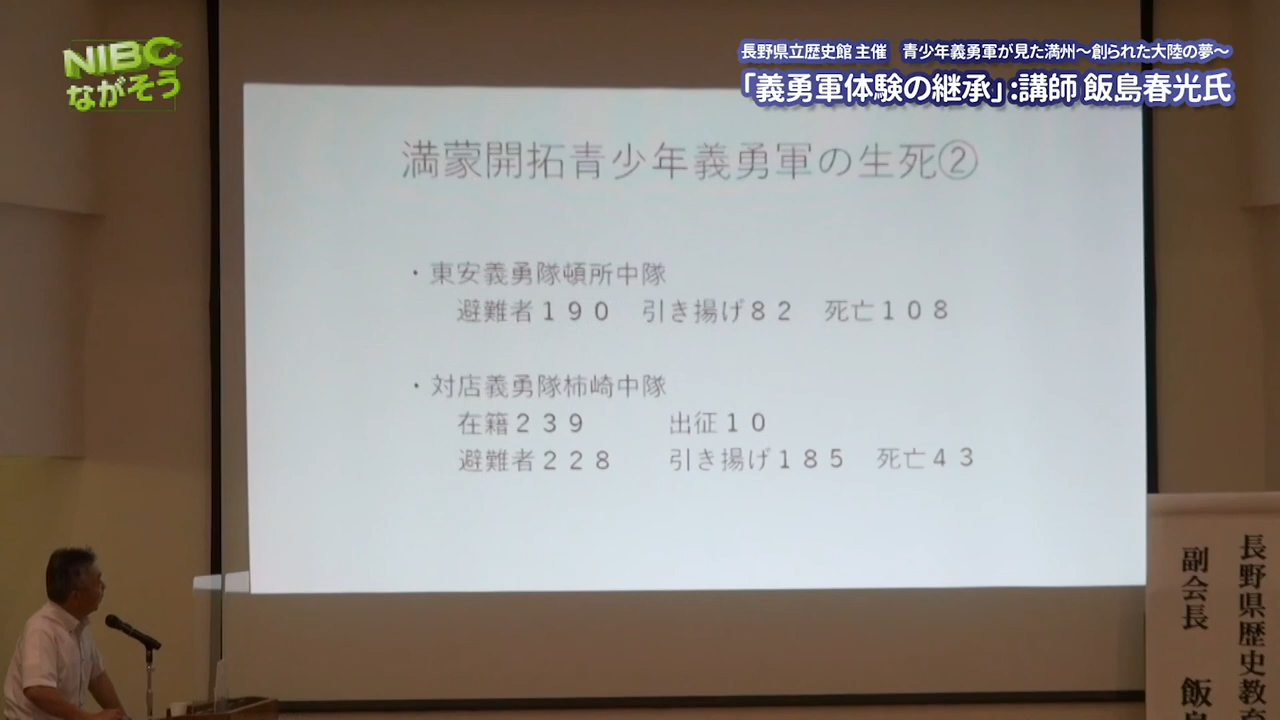 NIBC
ながそう
長野県立歴史館 主催　青少年義勇軍が見た満州～創られた大陸の夢～
「義勇軍体験の継承」:講師 飯島春光氏
満蒙開拓青少年義勇軍の生死②
・東安義勇隊頓所中隊
避難者１９０　引き揚げ８２　死亡１０８
・対店義勇隊柿崎中隊
在籍２３９　　出征１０
避難者２２８　　引き揚げ１８５　死亡４３
長野県歴史教育
副会長　飯島